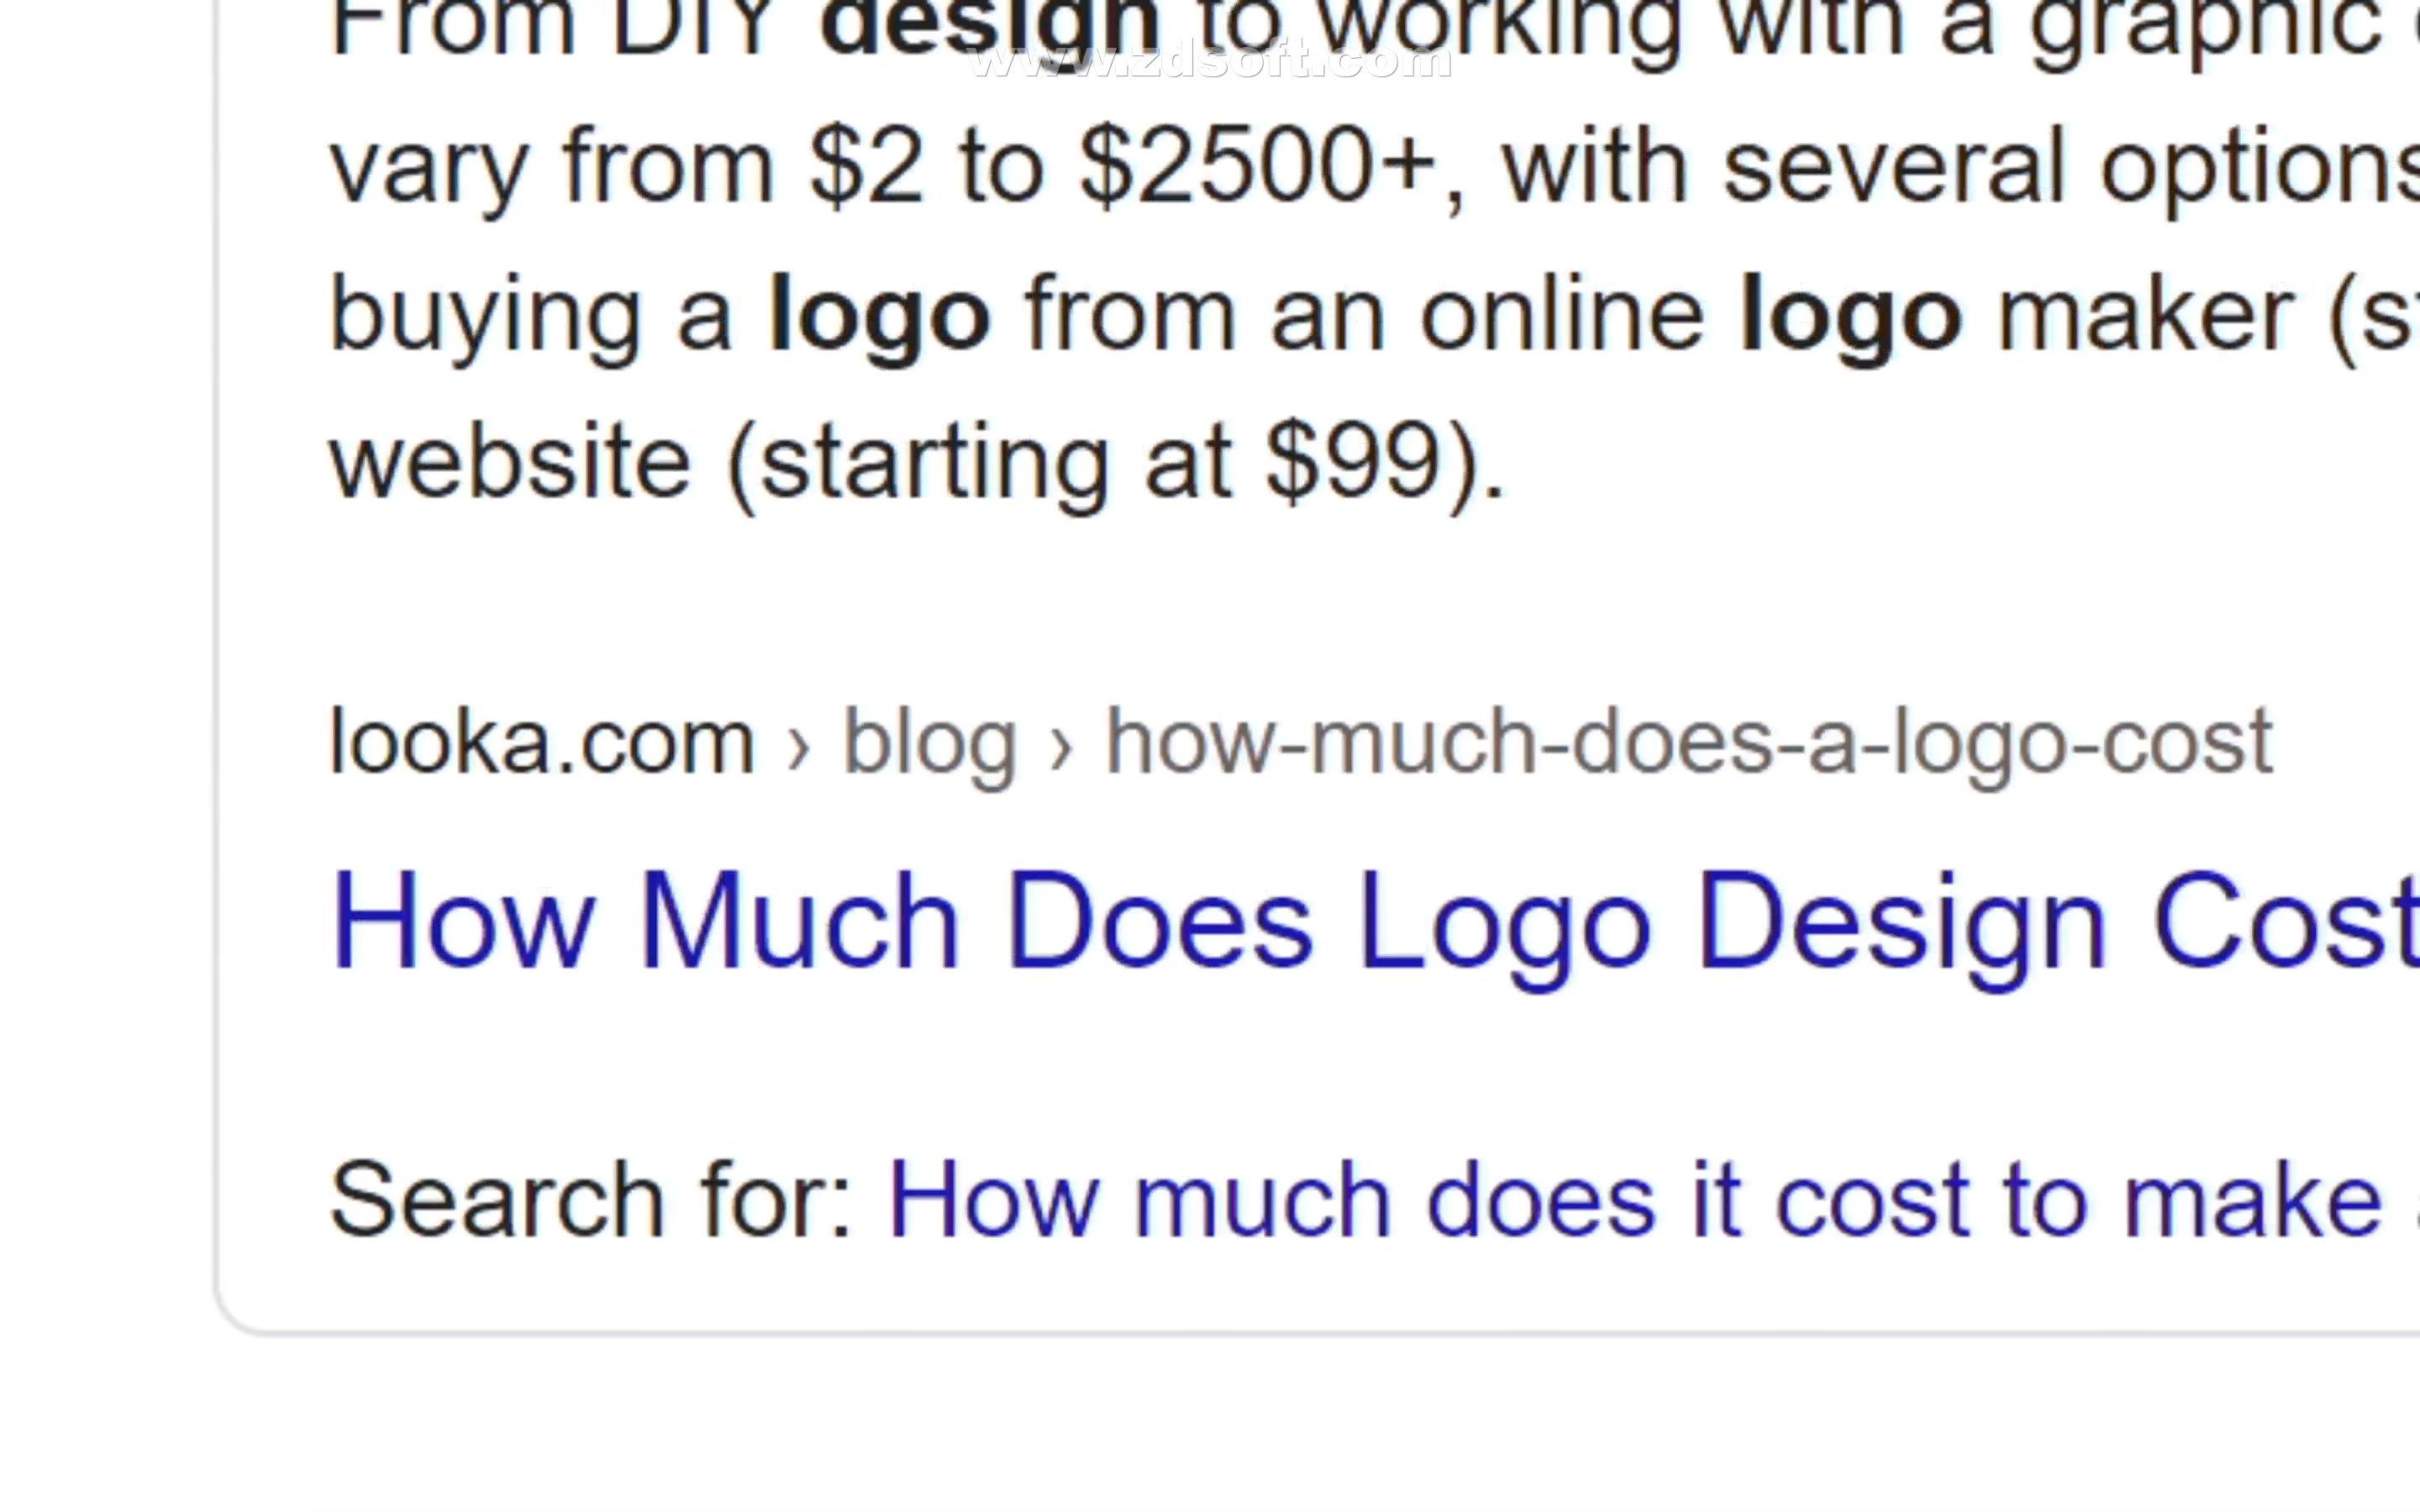 From DIY design to working with a graphic
www.zdsoft.com
vary from $2 to $2500+, with several options
buying a logo from an online logo maker (
website (starting at $99).
looka.com › blog › how-much-does-a-logo-cost
How Much Does Logo Design Cost
Search for: How much does it cost to make